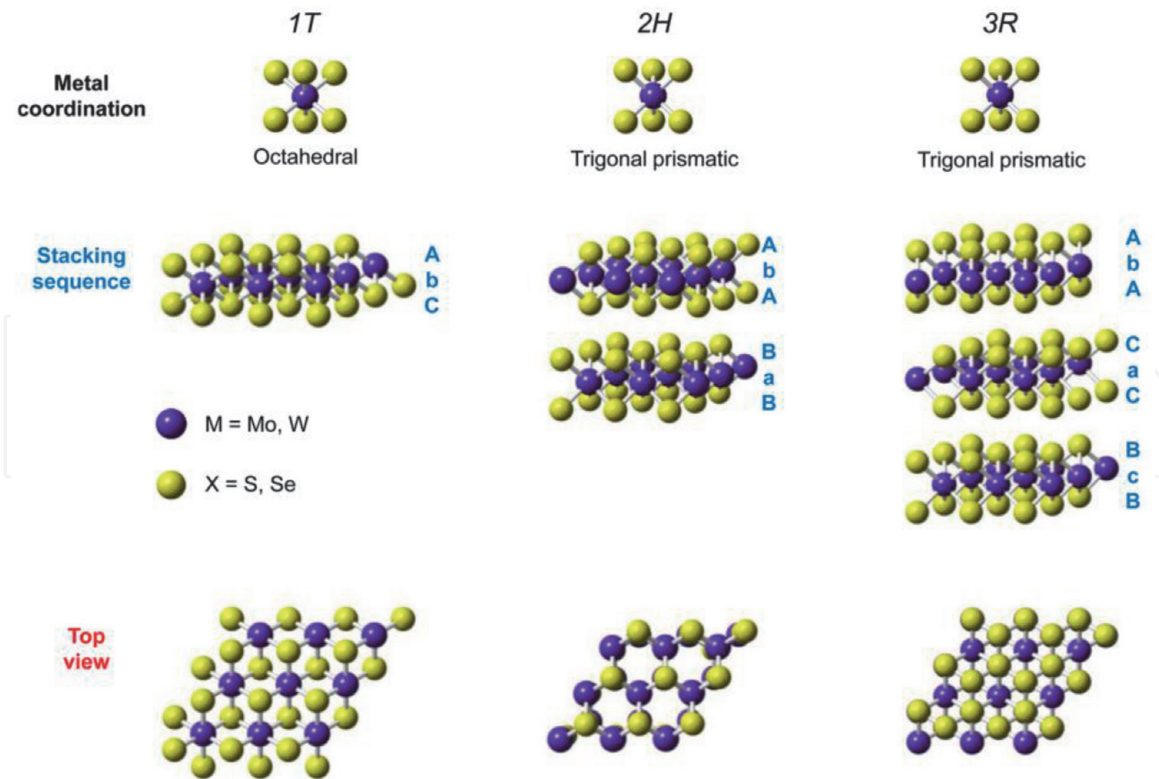 1T
2H
3R
Metal
coordination
Octahedral
Trigonal prismatic
Trigonal prismatic
Stacking
sequence
A
b
C
A
b
A
B
a
B
A
b
A
C
a
C
B
c
B
M = Mo, W
X = S, Se
Top
view